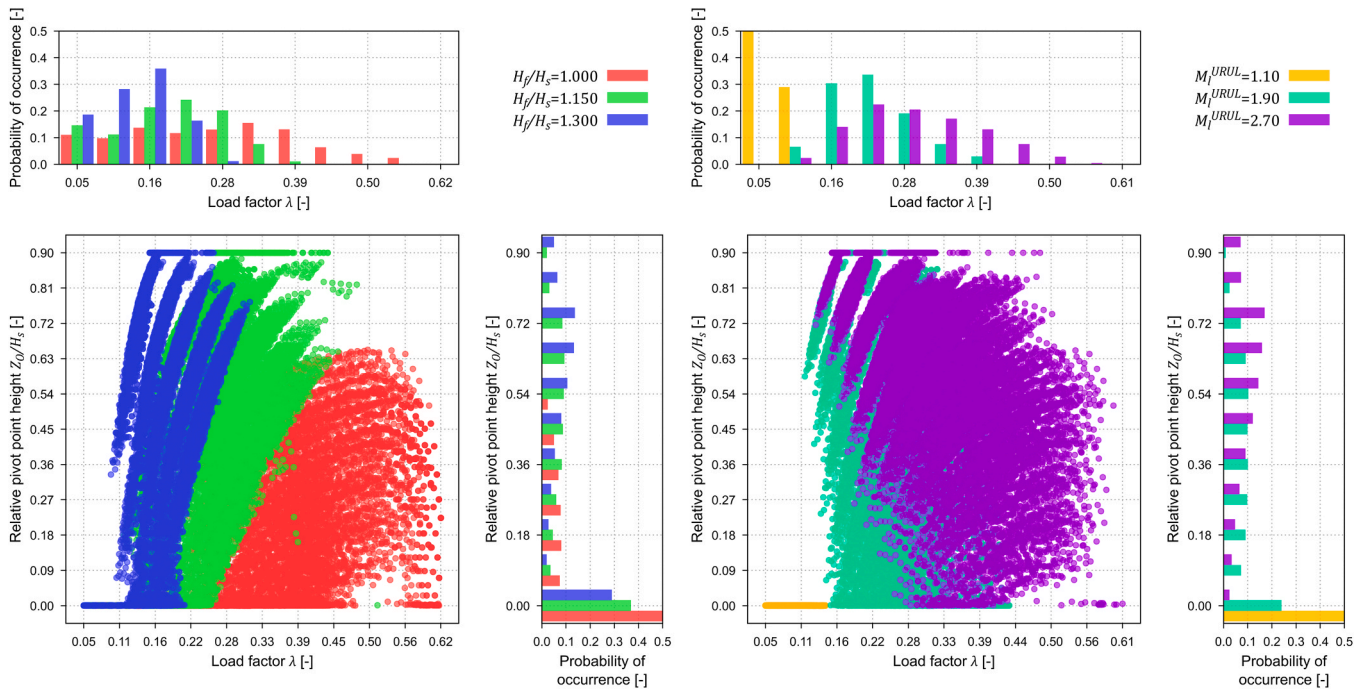 Probability of occurrence [-]
0.5
0.4
0.3
0.2
0.1
0.0
0.05 0.16 0.28 0.39 0.50 0.62
Load factor λ [-]
H_f/H_s=1.000
H_f/H_s=1.150
H_f/H_s=1.300
Relative pivot point height Z_O/H_s [-]
0.90
0.81
0.72
0.63
0.54
0.45
0.36
0.27
0.18
0.09
0.00
0.05 0.11 0.16 0.22 0.28 0.33 0.39 0.45 0.50 0.56 0.62
Load factor λ [-]
Relative pivot point height Z_O/H_s [-]
0.90
0.72
0.54
0.36
0.18
0.00
0.0 0.1 0.2 0.3 0.4 0.5
Probability of
occurrence [-]
Probability of occurrence [-]
0.5
0.4
0.3
0.2
0.1
0.0
0.05 0.16 0.28 0.39 0.50 0.61
Load factor λ [-]
M_l^URUL=1.10
M_l^URUL=1.90
M_l^URUL=2.70
Relative pivot point height Z_O/H_s [-]
0.90
0.81
0.72
0.63
0.54
0.45
0.36
0.27
0.18
0.09
0.00
0.05 0.11 0.16 0.22 0.28 0.33 0.39 0.44 0.50 0.56 0.61
Load factor λ [-]
Relative pivot point height Z_O/H_s [-]
0.90
0.72
0.54
0.36
0.18
0.00
0.0 0.1 0.2 0.3 0.4 0.5
Probability of
occurrence [-]